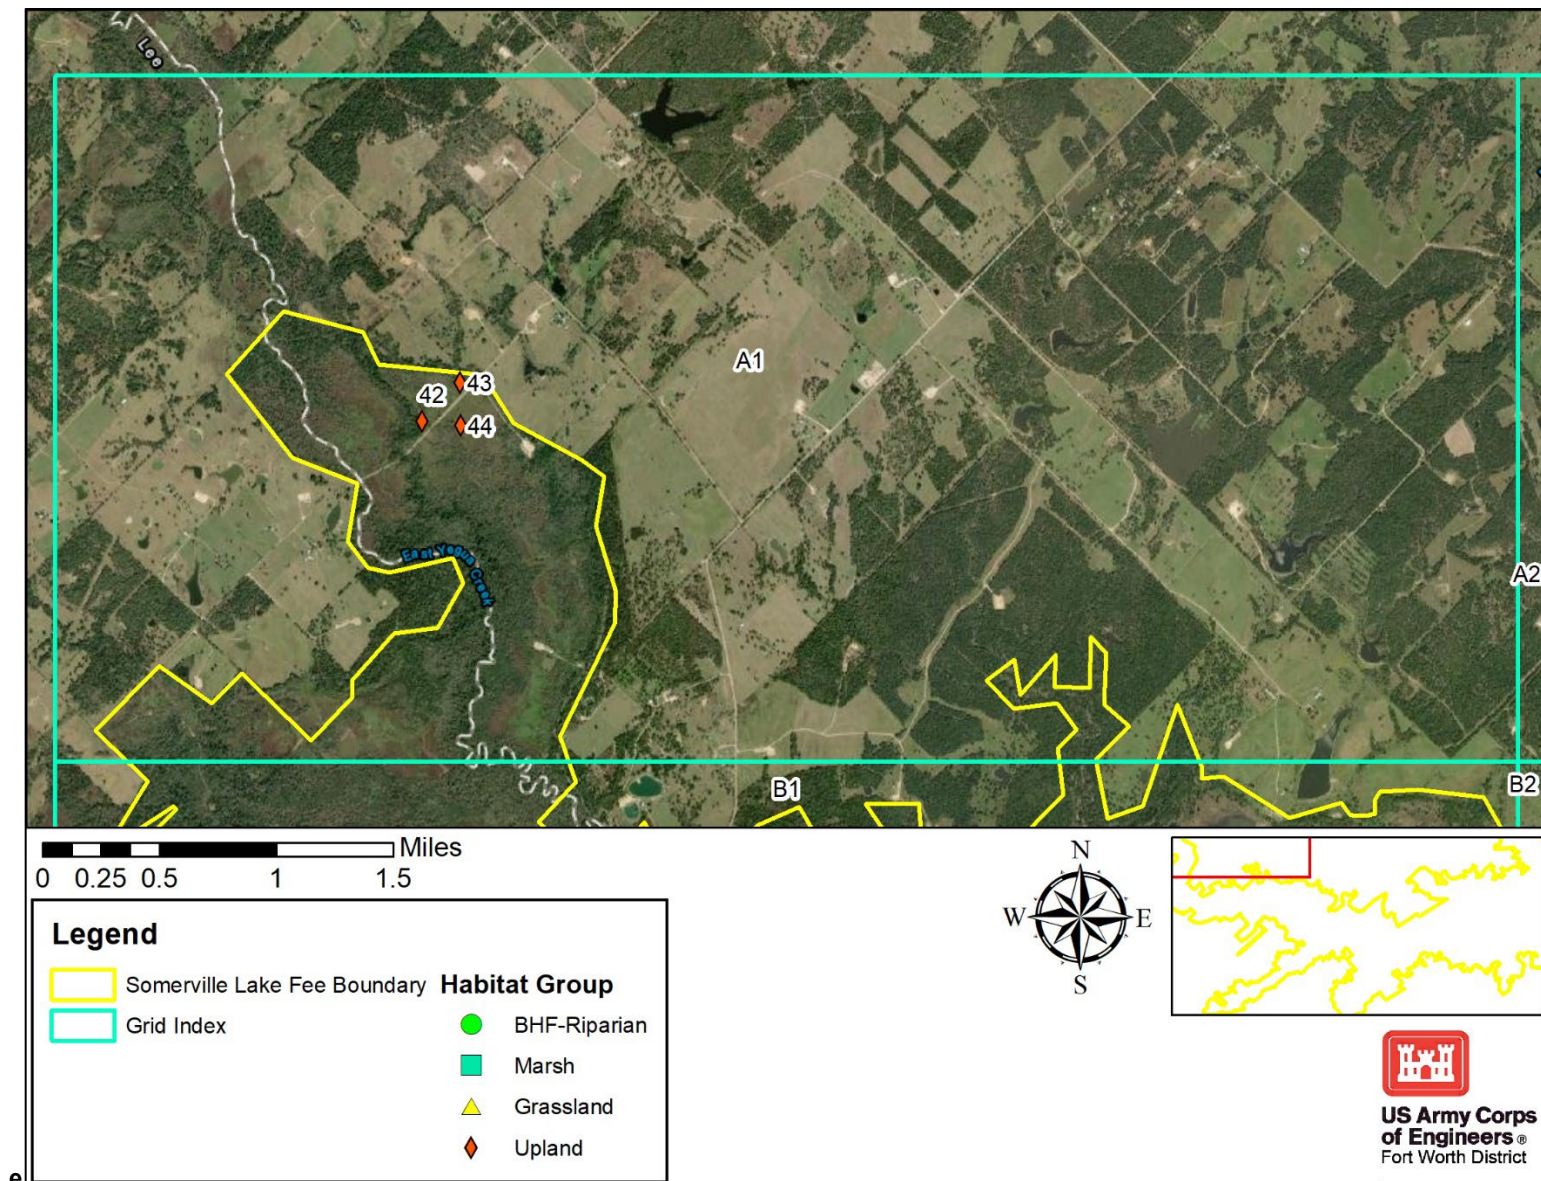 Lee
A1
43
42
44
East Yegua Creek
A2
B1
B2
Miles
0 0.25 0.5 1 1.5
N
W E
S
Legend
Somerville Lake Fee Boundary
Grid Index
Habitat Group
BHF-Riparian
Marsh
Grassland
Upland
US Army Corps
of Engineers ®
Fort Worth District
e